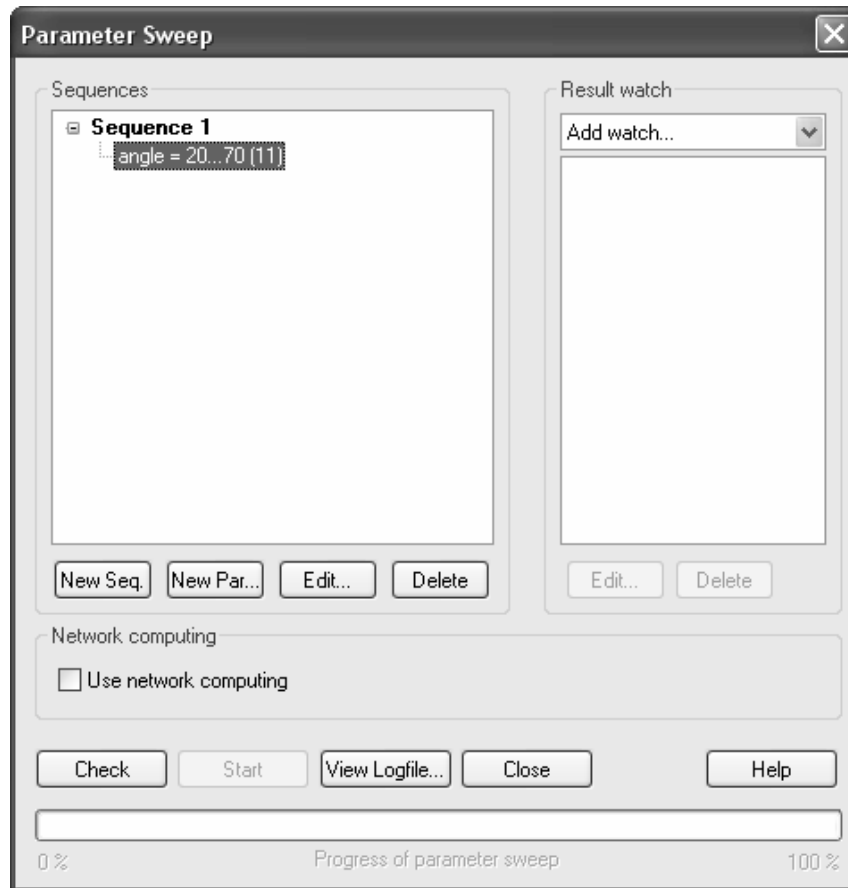 Parameter Sweep
Sequences
Sequence 1
angle = 20...70 (11)
New Seq. New Par... Edit... Delete
Result watch
Add watch...
Edit... Delete
Network computing
Use network computing
Check Start View Logfile... Close Help
0 % Progress of parameter sweep 100 %